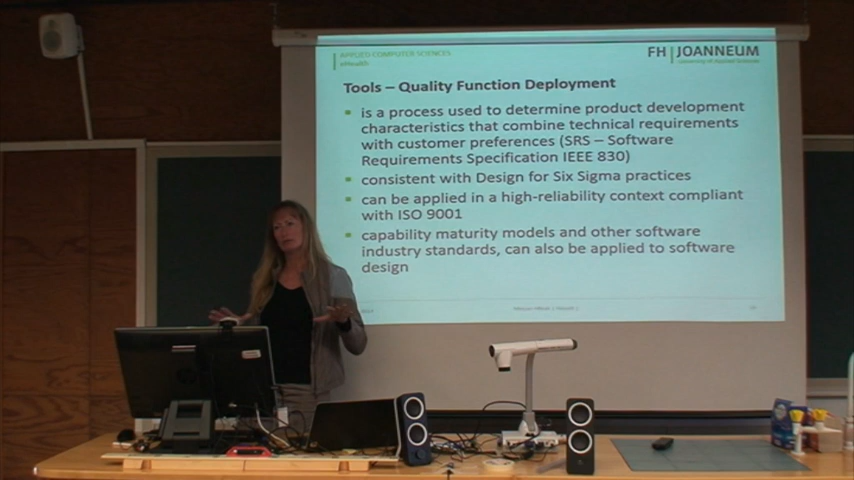 APPLIED COMPUTER SCIENCES
eHealth
FH JOANNEUM
University of Applied Sciences
Tools – Quality Function Deployment
is a process used to determine product development
characteristics that combine technical requirements
with customer preferences (SRS – Software
Requirements Specification IEEE 830)
consistent with Design for Six Sigma practices
can be applied in a high-reliability context compliant
with ISO 9001
capability maturity models and other software
industry standards, can also be applied to software
design